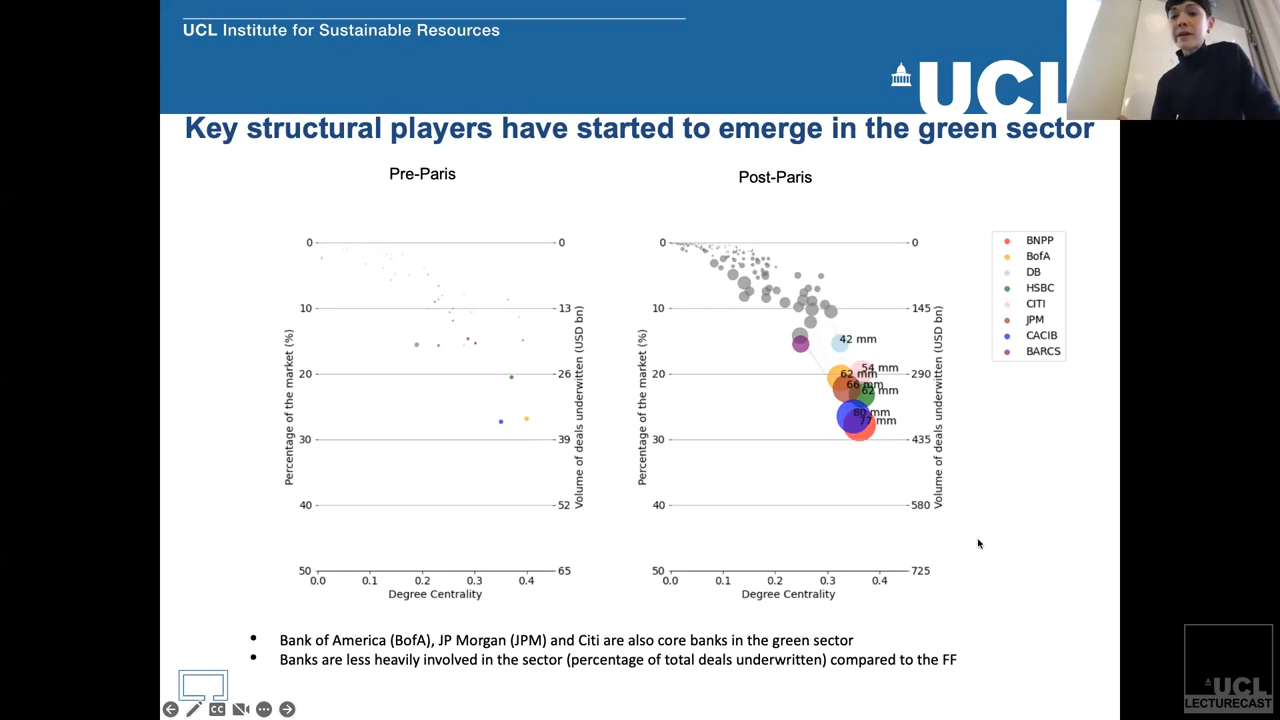 UCL Institute for Sustainable Resources
UCL
Key structural players have started to emerge in the green sector
Pre-Paris
Post-Paris
0
10
20
30
40
50
Percentage of the market (%)
0
13
26
39
52
65
Volume of deals underwritten (USD bn)
0.0 0.1 0.2 0.3 0.4
Degree Centrality
0
10
20
30
40
50
Percentage of the market (%)
42 mm
54 mm
62 mm
66 mm
62 mm
80 mm
77 mm
0
145
290
435
580
725
Volume of deals underwritten (USD bn)
0.0 0.1 0.2 0.3 0.4
Degree Centrality
BNPP
BofA
DB
HSBC
CITI
JPM
CACIB
BARCS
• Bank of America (BofA), JP Morgan (JPM) and Citi are also core banks in the green sector
• Banks are less heavily involved in the sector (percentage of total deals underwritten) compared to the FF
CC
UCL
LECTURECAST